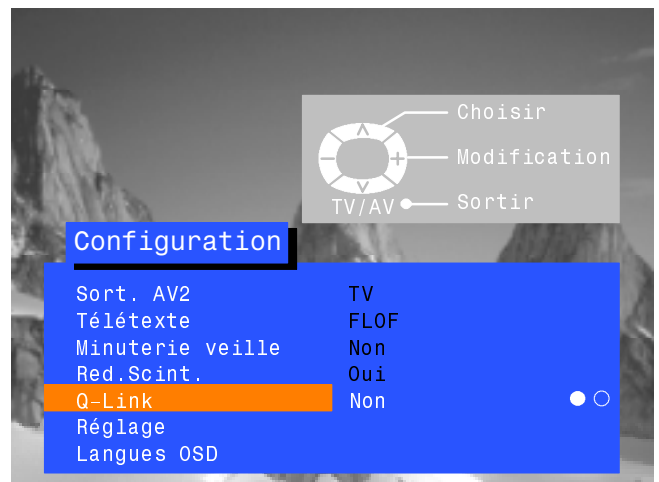 Choisir
Modification
TV/AV Sortir
Configuration
Sort. AV2 TV
Télétexte FLOF
Minuterie veille Non
Red.Scint. Oui
Q-Link Non
Réglage
Langues OSD